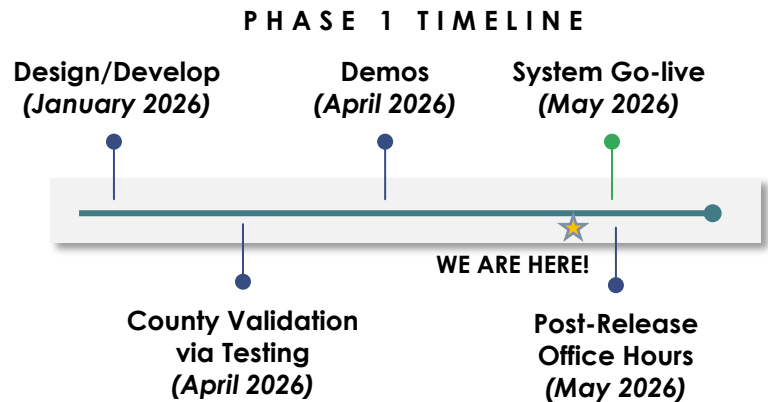 PHASE 1 TIMELINE
Design/Develop
(January 2026)
Demos
(April 2026)
System Go-live
(May 2026)
WE ARE HERE!
County Validation
via Testing
(April 2026)
Post-Release
Office Hours
(May 2026)